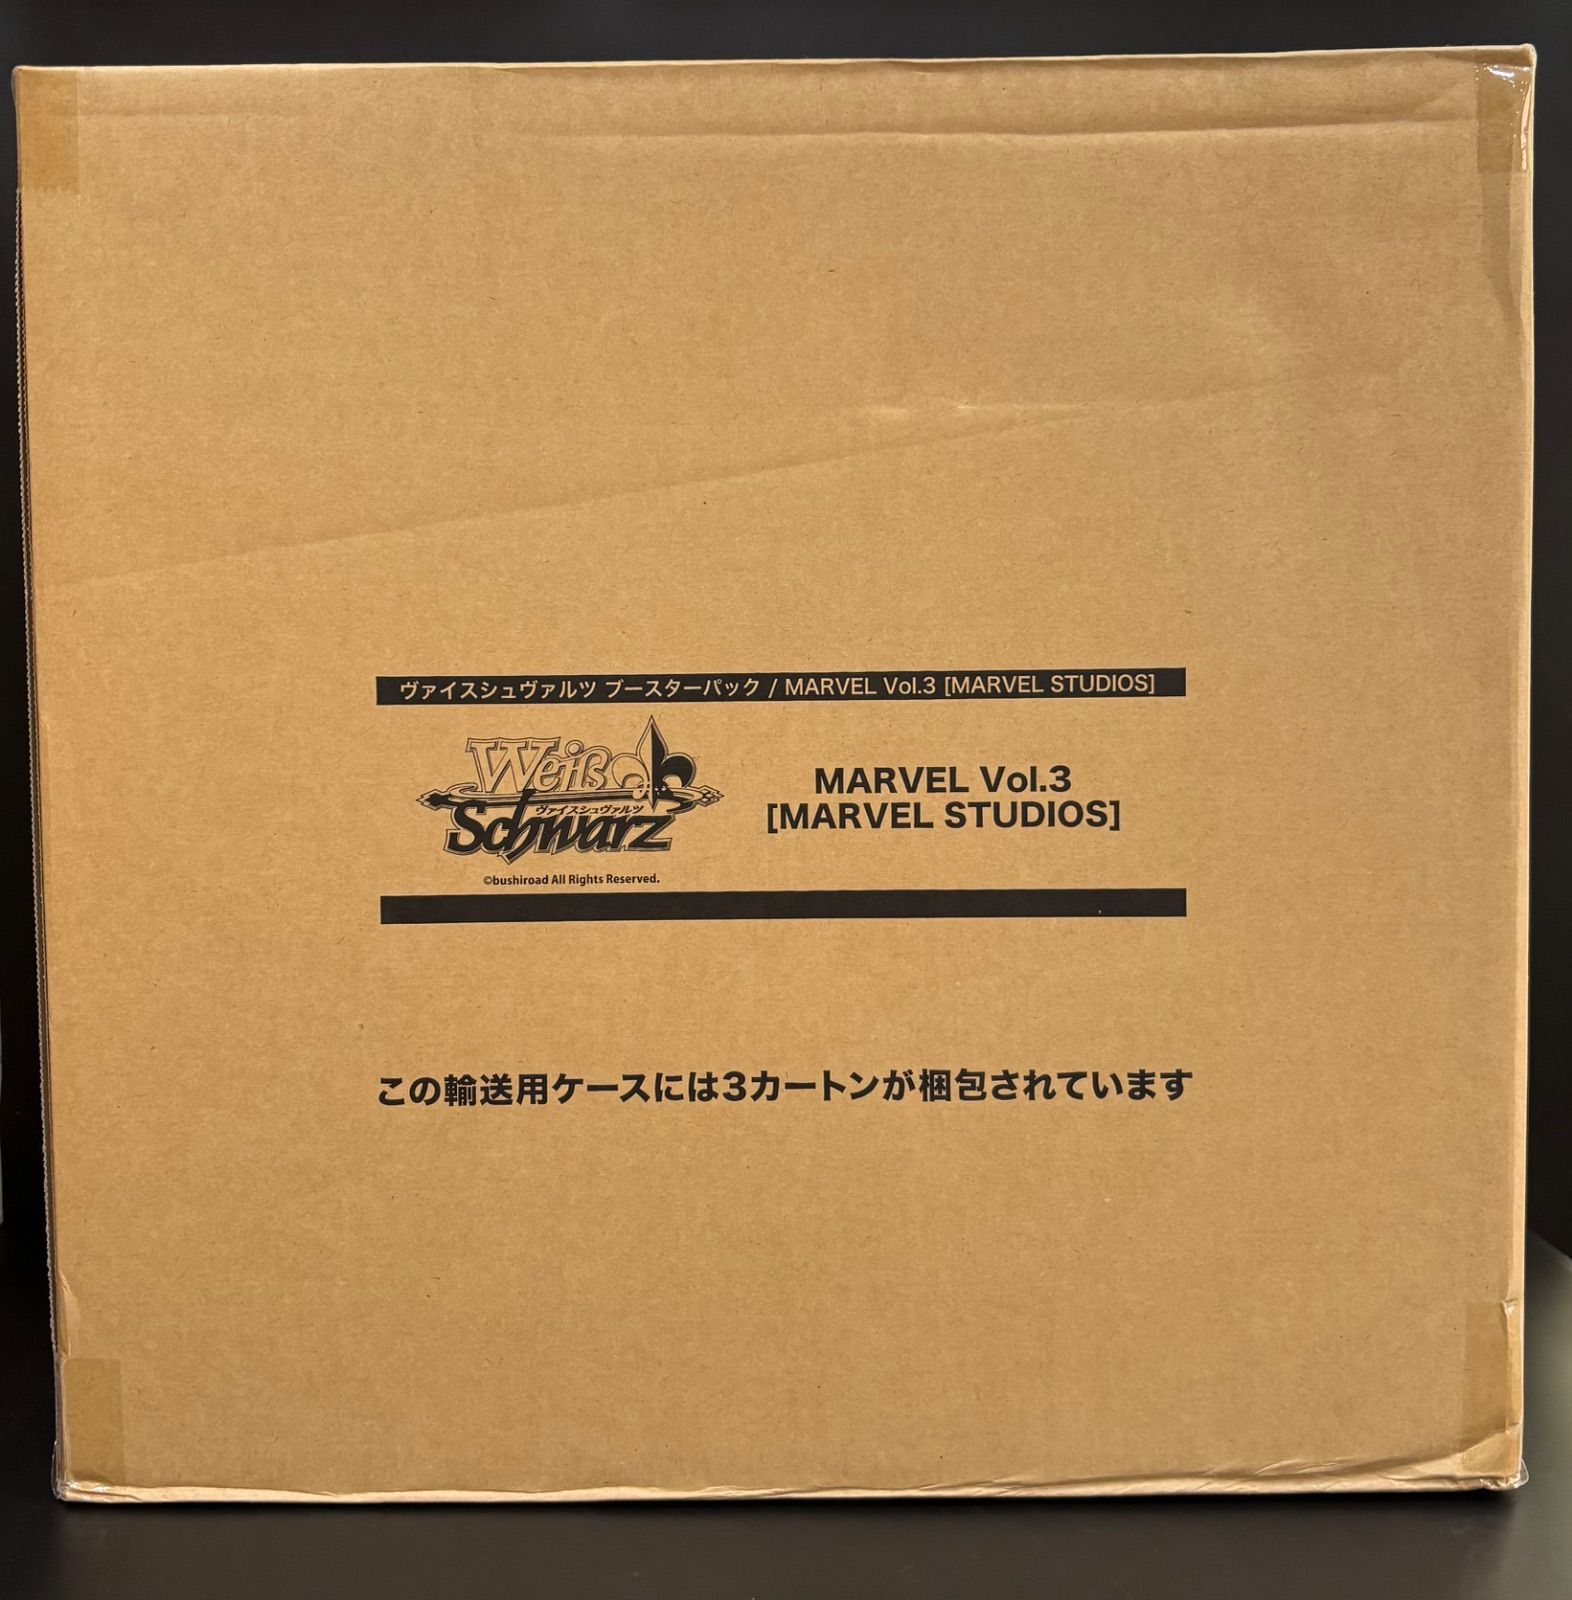 ヴァイスシュヴァルツ ブースターパック / MARVEL Vol.3 [MARVEL STUDIOS]
Weiß
ヴァイスシュヴァルツ
Schwarz
©bushiroad All Rights Reserved.
MARVEL Vol.3
[MARVEL STUDIOS]
この輸送用ケースには3カートンが梱包されています